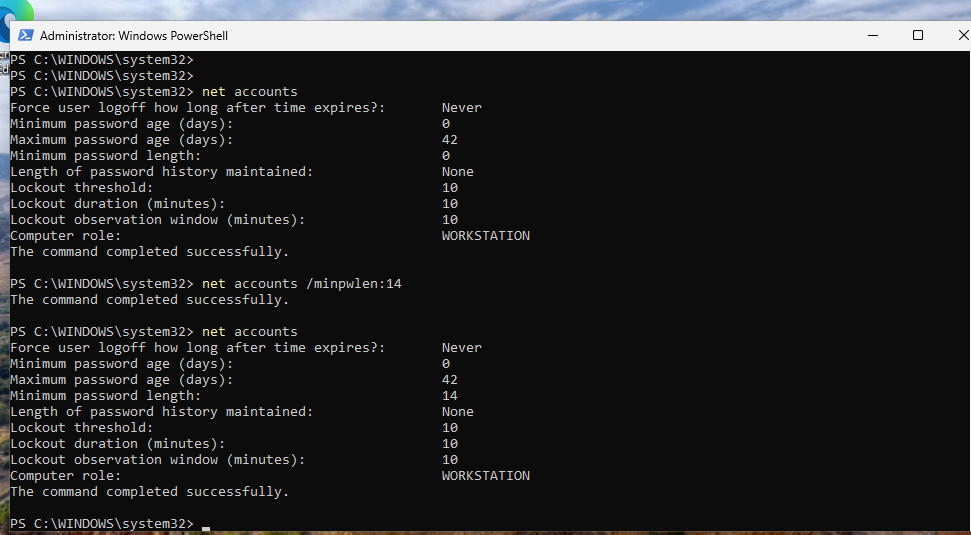 Administrator: Windows PowerShell
PS C:\WINDOWS\system32>
PS C:\WINDOWS\system32>
PS C:\WINDOWS\system32> net accounts
Force user logoff how long after time expires?: Never
Minimum password age (days): 0
Maximum password age (days): 42
Minimum password length: 0
Length of password history maintained: None
Lockout threshold: 10
Lockout duration (minutes): 10
Lockout observation window (minutes): 10
Computer role: WORKSTATION
The command completed successfully.
PS C:\WINDOWS\system32> net accounts /minpwlen:14
The command completed successfully.
PS C:\WINDOWS\system32> net accounts
Force user logoff how long after time expires?: Never
Minimum password age (days): 0
Maximum password age (days): 42
Minimum password length: 14
Length of password history maintained: None
Lockout threshold: 10
Lockout duration (minutes): 10
Lockout observation window (minutes): 10
Computer role: WORKSTATION
The command completed successfully.
PS C:\WINDOWS\system32>